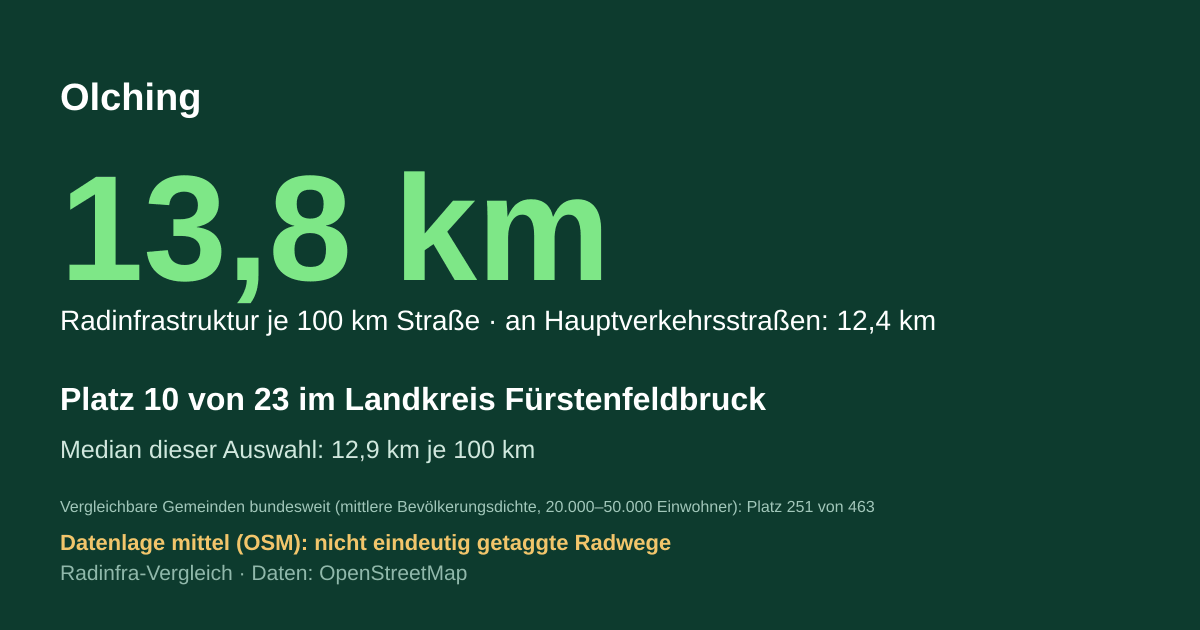 Olching
13,8 km
Radinfrastruktur je 100 km Straße · an Hauptverkehrsstraßen: 12,4 km
Platz 10 von 23 im Landkreis Fürstenfeldbruck
Median dieser Auswahl: 12,9 km je 100 km
Vergleichbare Gemeinden bundesweit (mittlere Bevölkerungsdichte, 20.000–50.000 Einwohner): Platz 251 von 463
Datenlage mittel (OSM): nicht eindeutig getaggte Radwege
Radinfra-Vergleich · Daten: OpenStreetMap